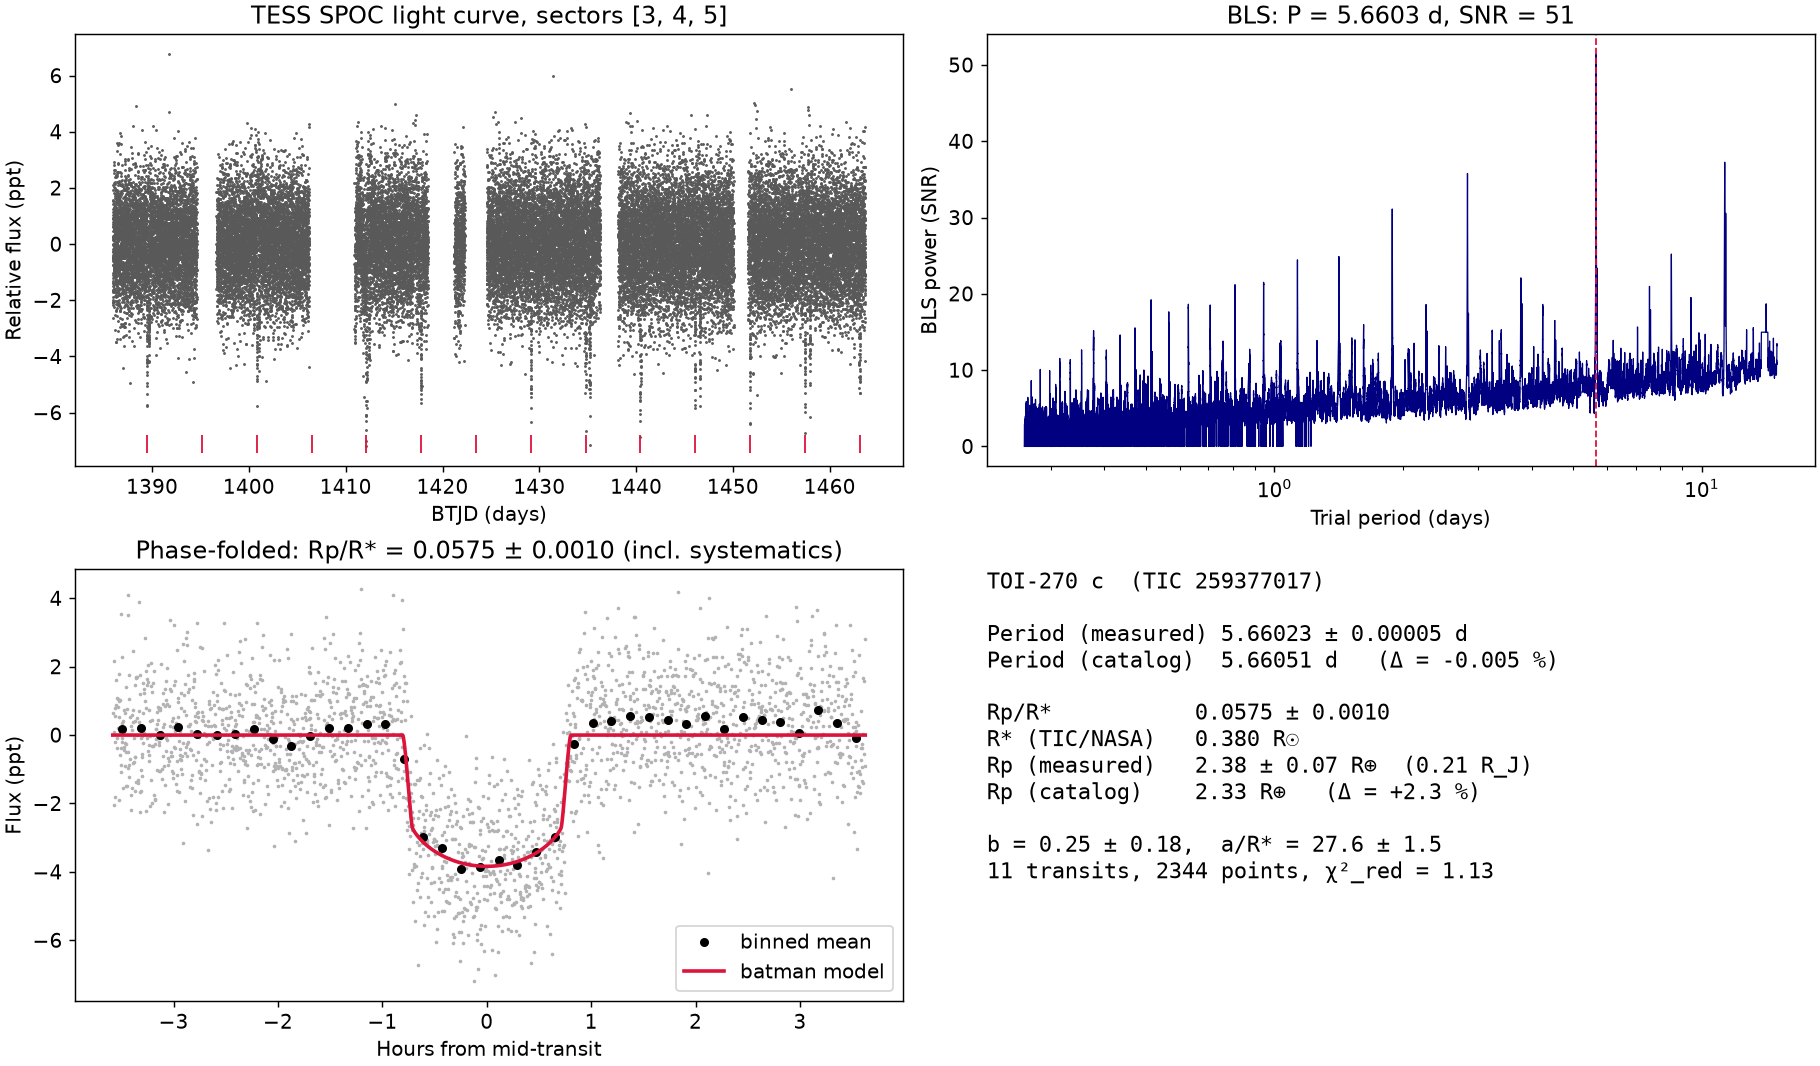 TESS SPOC light curve, sectors [3, 4, 5]
Relative flux (ppt)
6
4
2
0
−2
−4
−6
1390 1400 1410 1420 1430 1440 1450 1460
BTJD (days)
BLS: P = 5.6603 d, SNR = 51
BLS power (SNR)
50
40
30
20
10
0
10⁰ 10¹
Trial period (days)
Phase-folded: Rp/R* = 0.0575 ± 0.0010 (incl. systematics)
Flux (ppt)
4
2
0
−2
−4
−6
binned mean
batman model
−3 −2 −1 0 1 2 3
Hours from mid-transit
TOI-270 c (TIC 259377017)
Period (measured) 5.66023 ± 0.00005 d
Period (catalog) 5.66051 d (Δ = -0.005 %)
Rp/R* 0.0575 ± 0.0010
R* (TIC/NASA) 0.380 R☉
Rp (measured) 2.38 ± 0.07 R⊕ (0.21 R_J)
Rp (catalog) 2.33 R⊕ (Δ = +2.3 %)
b = 0.25 ± 0.18, a/R* = 27.6 ± 1.5
11 transits, 2344 points, χ²_red = 1.13